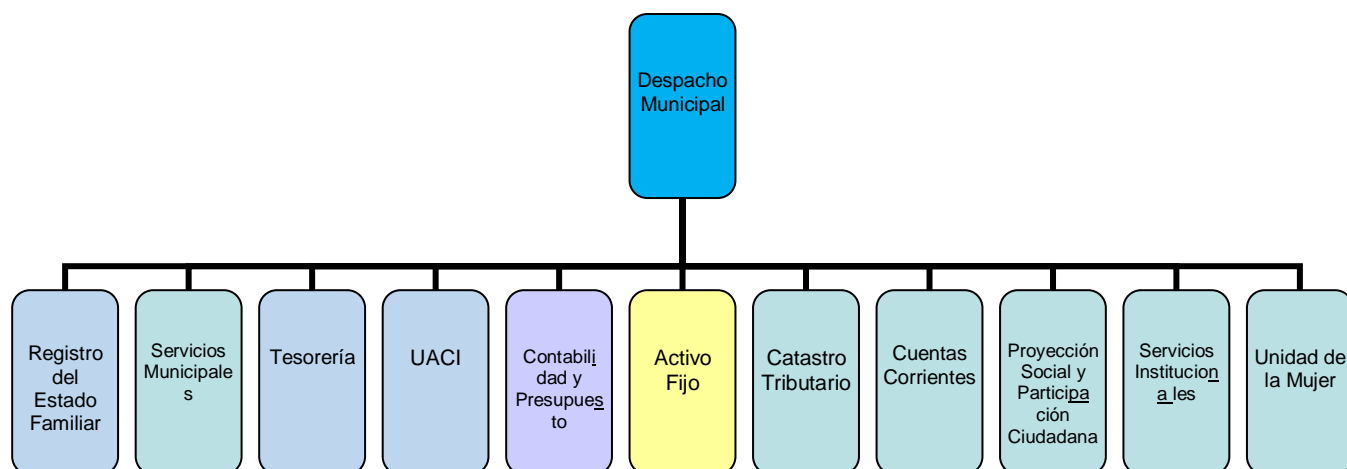 Despacho
Municipal
Registro
del
Estado
Familiar
Servicios
Municipale
s
Tesorería
UACI
Contabili
dad y
Presupues
to
Activo
Fijo
Catastro
Tributario
Cuentas
Corrientes
Proyección
Social y
Participa
ción
Ciudadana
Servicios
Institucion
a les
Unidad de
la Mujer